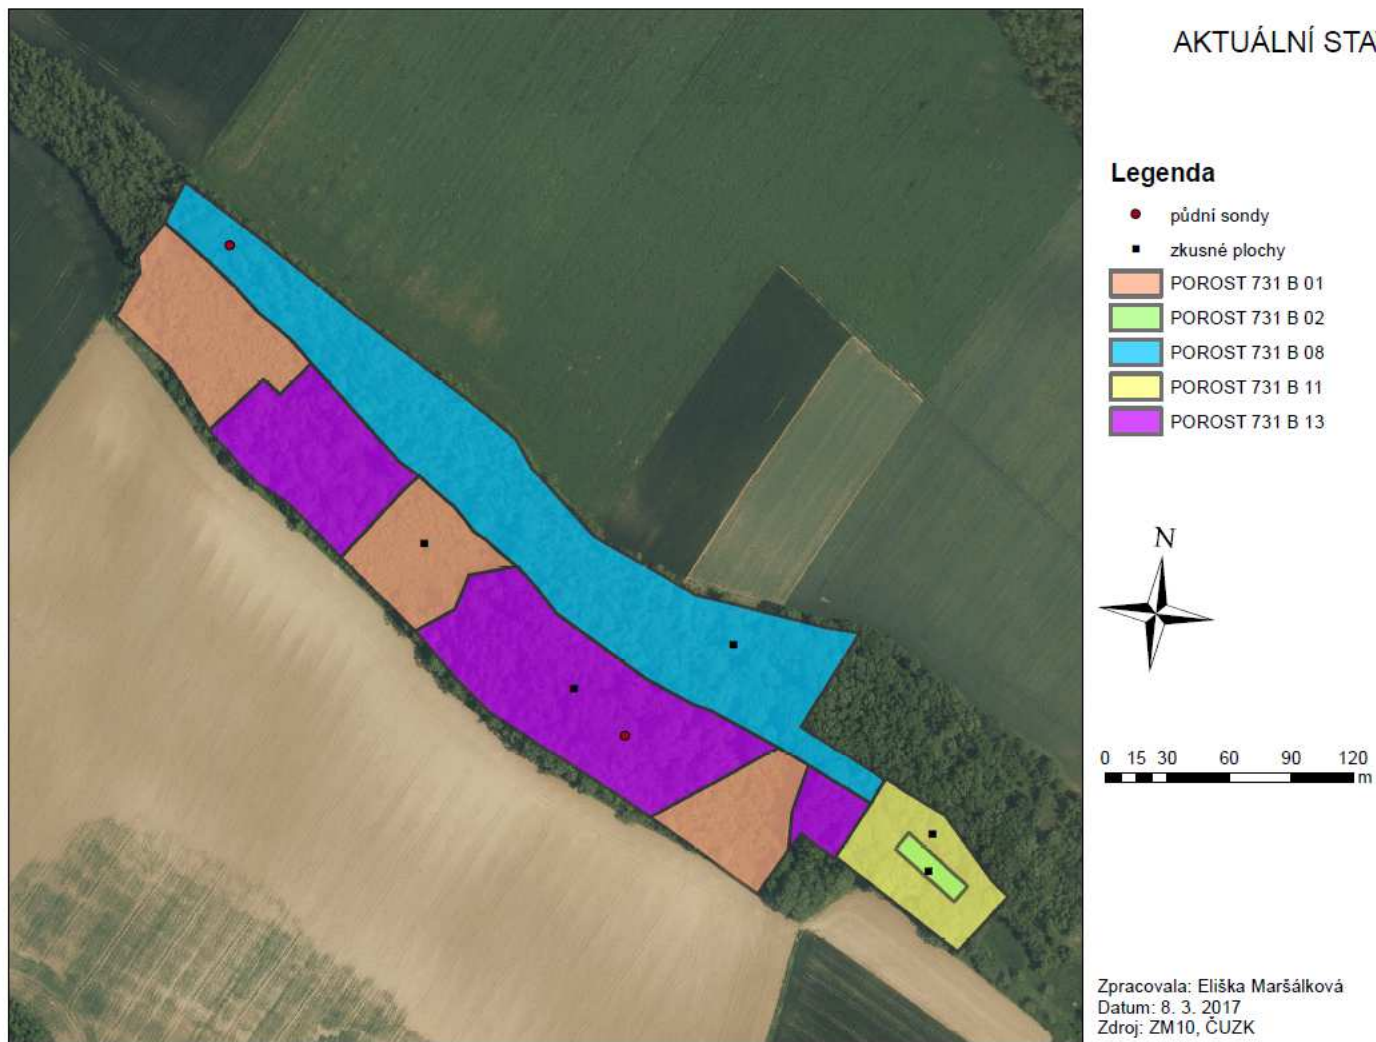 AKTUÁLNÍ STA
Legenda
půdní sondy
zkusné plochy
POROST 731 B 01
POROST 731 B 02
POROST 731 B 08
POROST 731 B 11
POROST 731 B 13
N
0 15 30 60 90 120
m
Zpracovala: Eliška Maršálková
Datum: 8. 3. 2017
Zdroj: ZM10, ČUZK